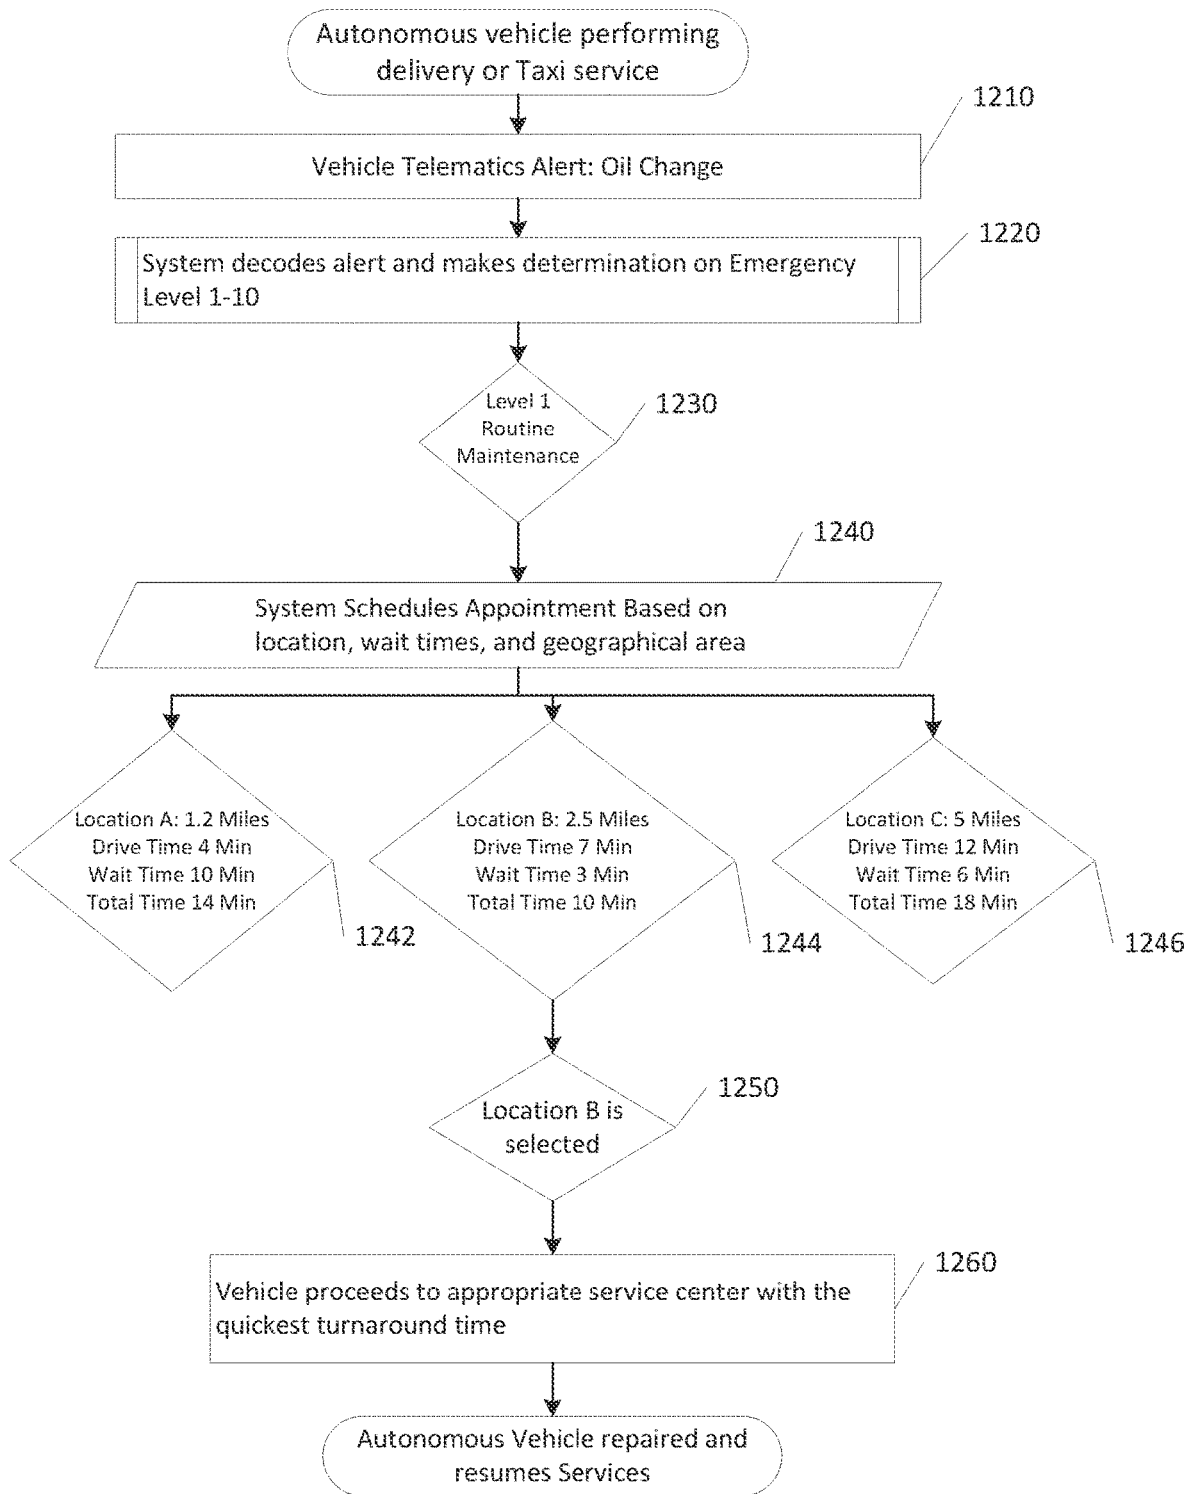 Autonomous vehicle performing
delivery or Taxi service
1210
Vehicle Telematics Alert: Oil Change
1220
System decodes alert and makes determination on Emergency
Level 1-10
Level 1
Routine
Maintenance
1230
1240
System Schedules Appointment Based on
location, wait times, and geographical area
Location A: 1.2 Miles
Drive Time 4 Min
Wait Time 10 Min
Total Time 14 Min
1242
Location B: 2.5 Miles
Drive Time 7 Min
Wait Time 3 Min
Total Time 10 Min
1244
Location C: 5 Miles
Drive Time 12 Min
Wait Time 6 Min
Total Time 18 Min
1246
Location B is
selected
1250
1260
Vehicle proceeds to appropriate service center with the
quickest turnaround time
Autonomous Vehicle repaired and
resumes Services